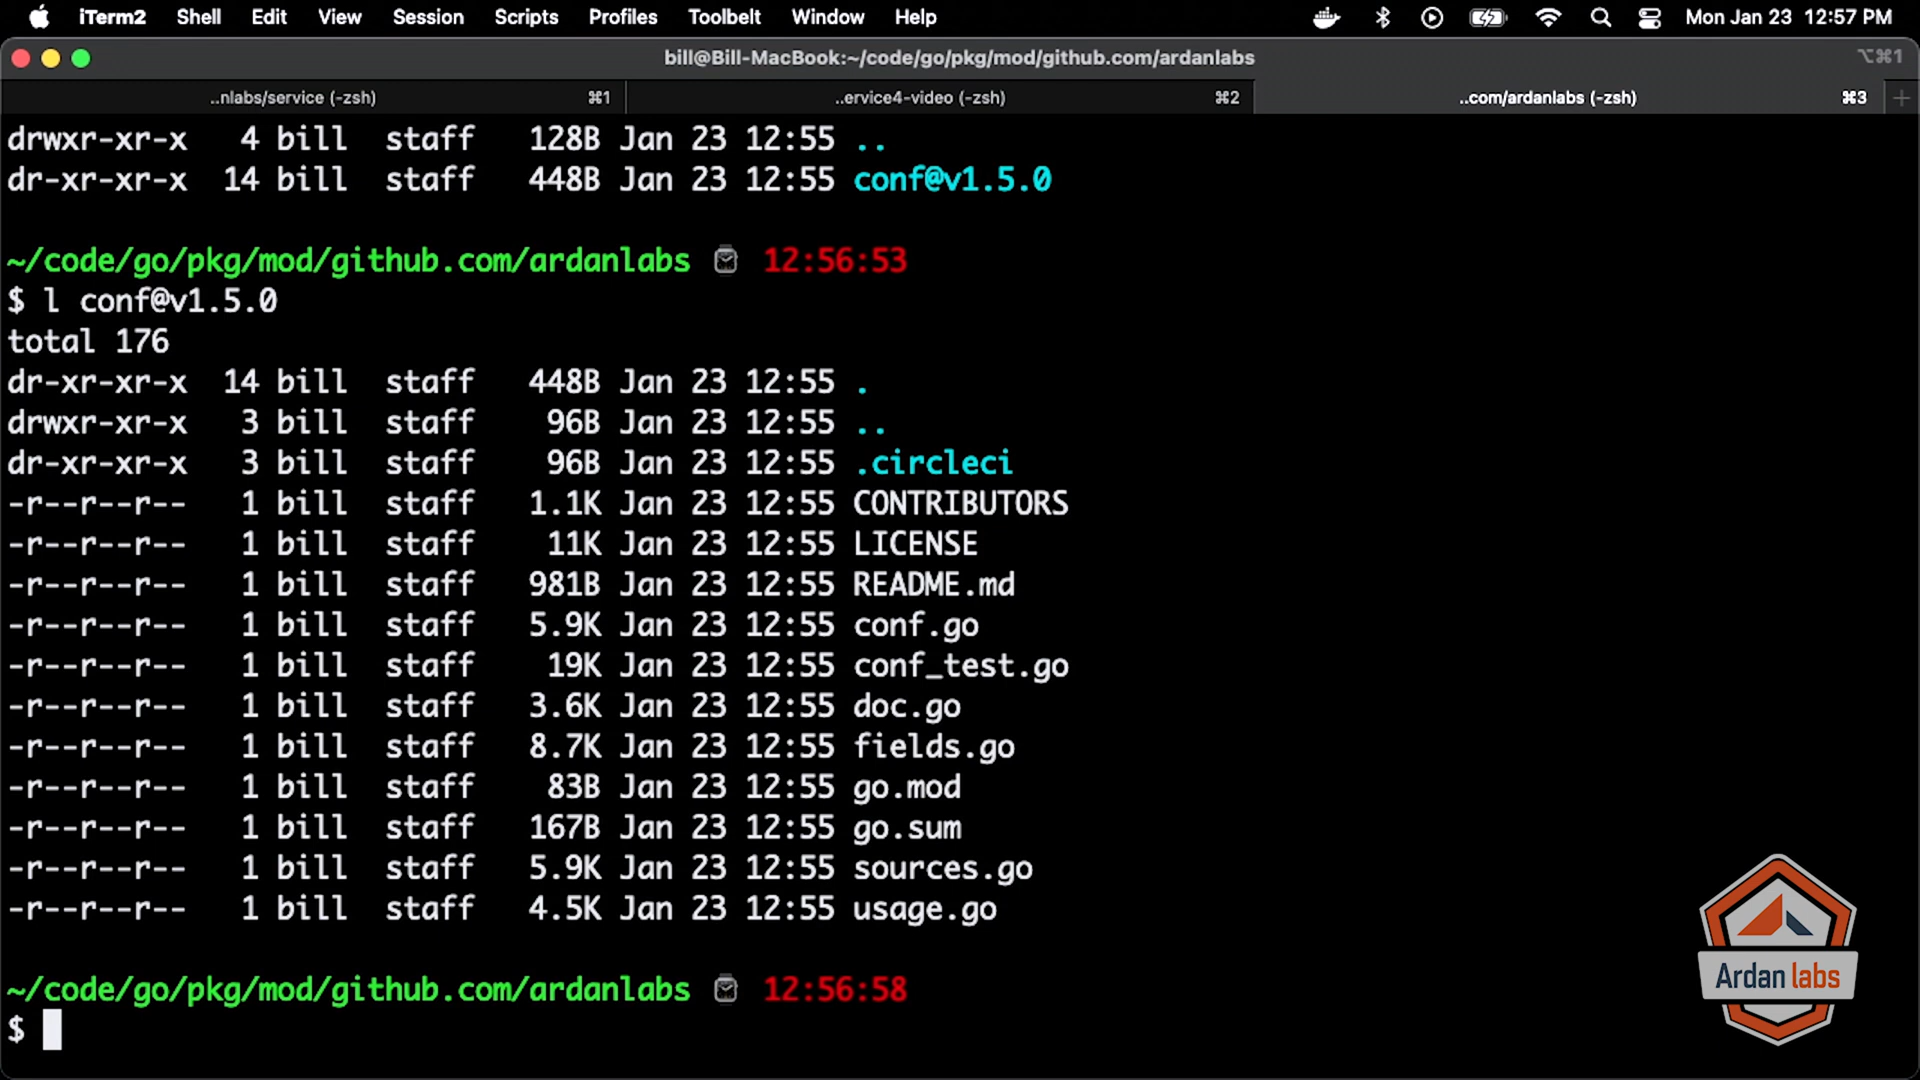 iTerm2 Shell Edit View Session Scripts Profiles Toolbelt Window Help Mon Jan 23 12:57 PM
bill@Bill-MacBook:~/code/go/pkg/mod/github.com/ardanlabs ⌥⌘1
..nlabs/service (-zsh) ⌘1 ..ervice4-video (-zsh) ⌘2 ..com/ardanlabs (-zsh) ⌘3 +
drwxr-xr-x 4 bill staff 128B Jan 23 12:55 ..
dr-xr-xr-x 14 bill staff 448B Jan 23 12:55 conf@v1.5.0
~/code/go/pkg/mod/github.com/ardanlabs 12:56:53
$ l conf@v1.5.0
total 176
dr-xr-xr-x 14 bill staff 448B Jan 23 12:55 .
drwxr-xr-x 3 bill staff 96B Jan 23 12:55 ..
dr-xr-xr-x 3 bill staff 96B Jan 23 12:55 .circleci
-r--r--r-- 1 bill staff 1.1K Jan 23 12:55 CONTRIBUTORS
-r--r--r-- 1 bill staff 11K Jan 23 12:55 LICENSE
-r--r--r-- 1 bill staff 981B Jan 23 12:55 README.md
-r--r--r-- 1 bill staff 5.9K Jan 23 12:55 conf.go
-r--r--r-- 1 bill staff 19K Jan 23 12:55 conf_test.go
-r--r--r-- 1 bill staff 3.6K Jan 23 12:55 doc.go
-r--r--r-- 1 bill staff 8.7K Jan 23 12:55 fields.go
-r--r--r-- 1 bill staff 83B Jan 23 12:55 go.mod
-r--r--r-- 1 bill staff 167B Jan 23 12:55 go.sum
-r--r--r-- 1 bill staff 5.9K Jan 23 12:55 sources.go
-r--r--r-- 1 bill staff 4.5K Jan 23 12:55 usage.go
~/code/go/pkg/mod/github.com/ardanlabs 12:56:58
$
Ardan labs